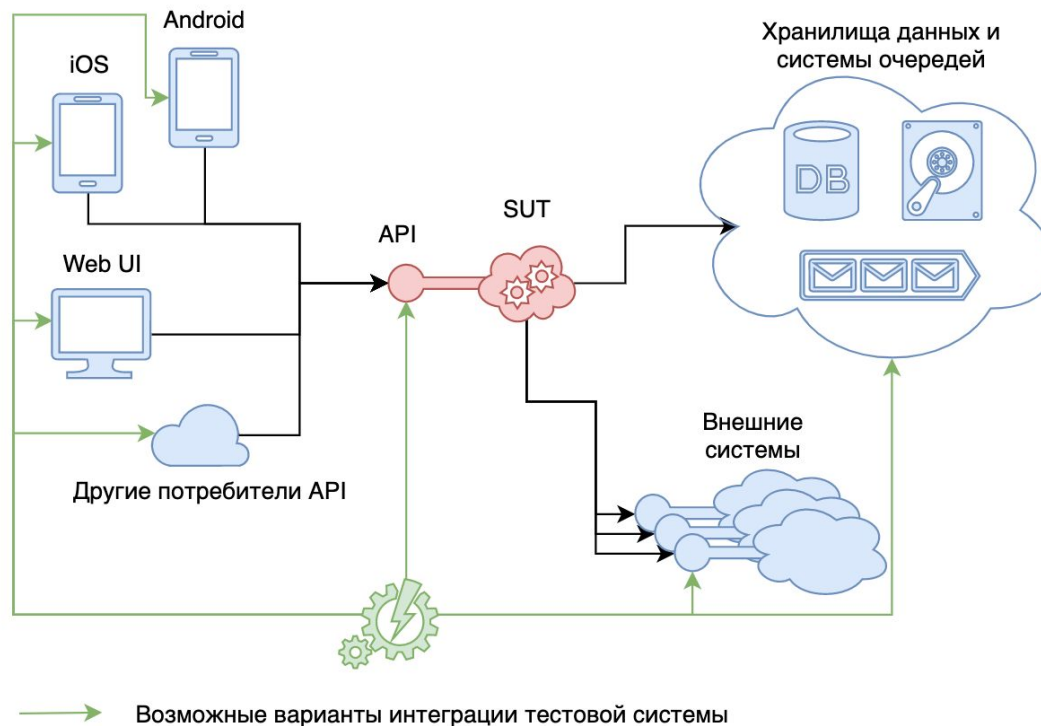 Android
iOS
Хранилища данных и
системы очередей
DB
SUT
API
Web UI
Внешние
системы
Другие потребители API
Возможные варианты интеграции тестовой системы